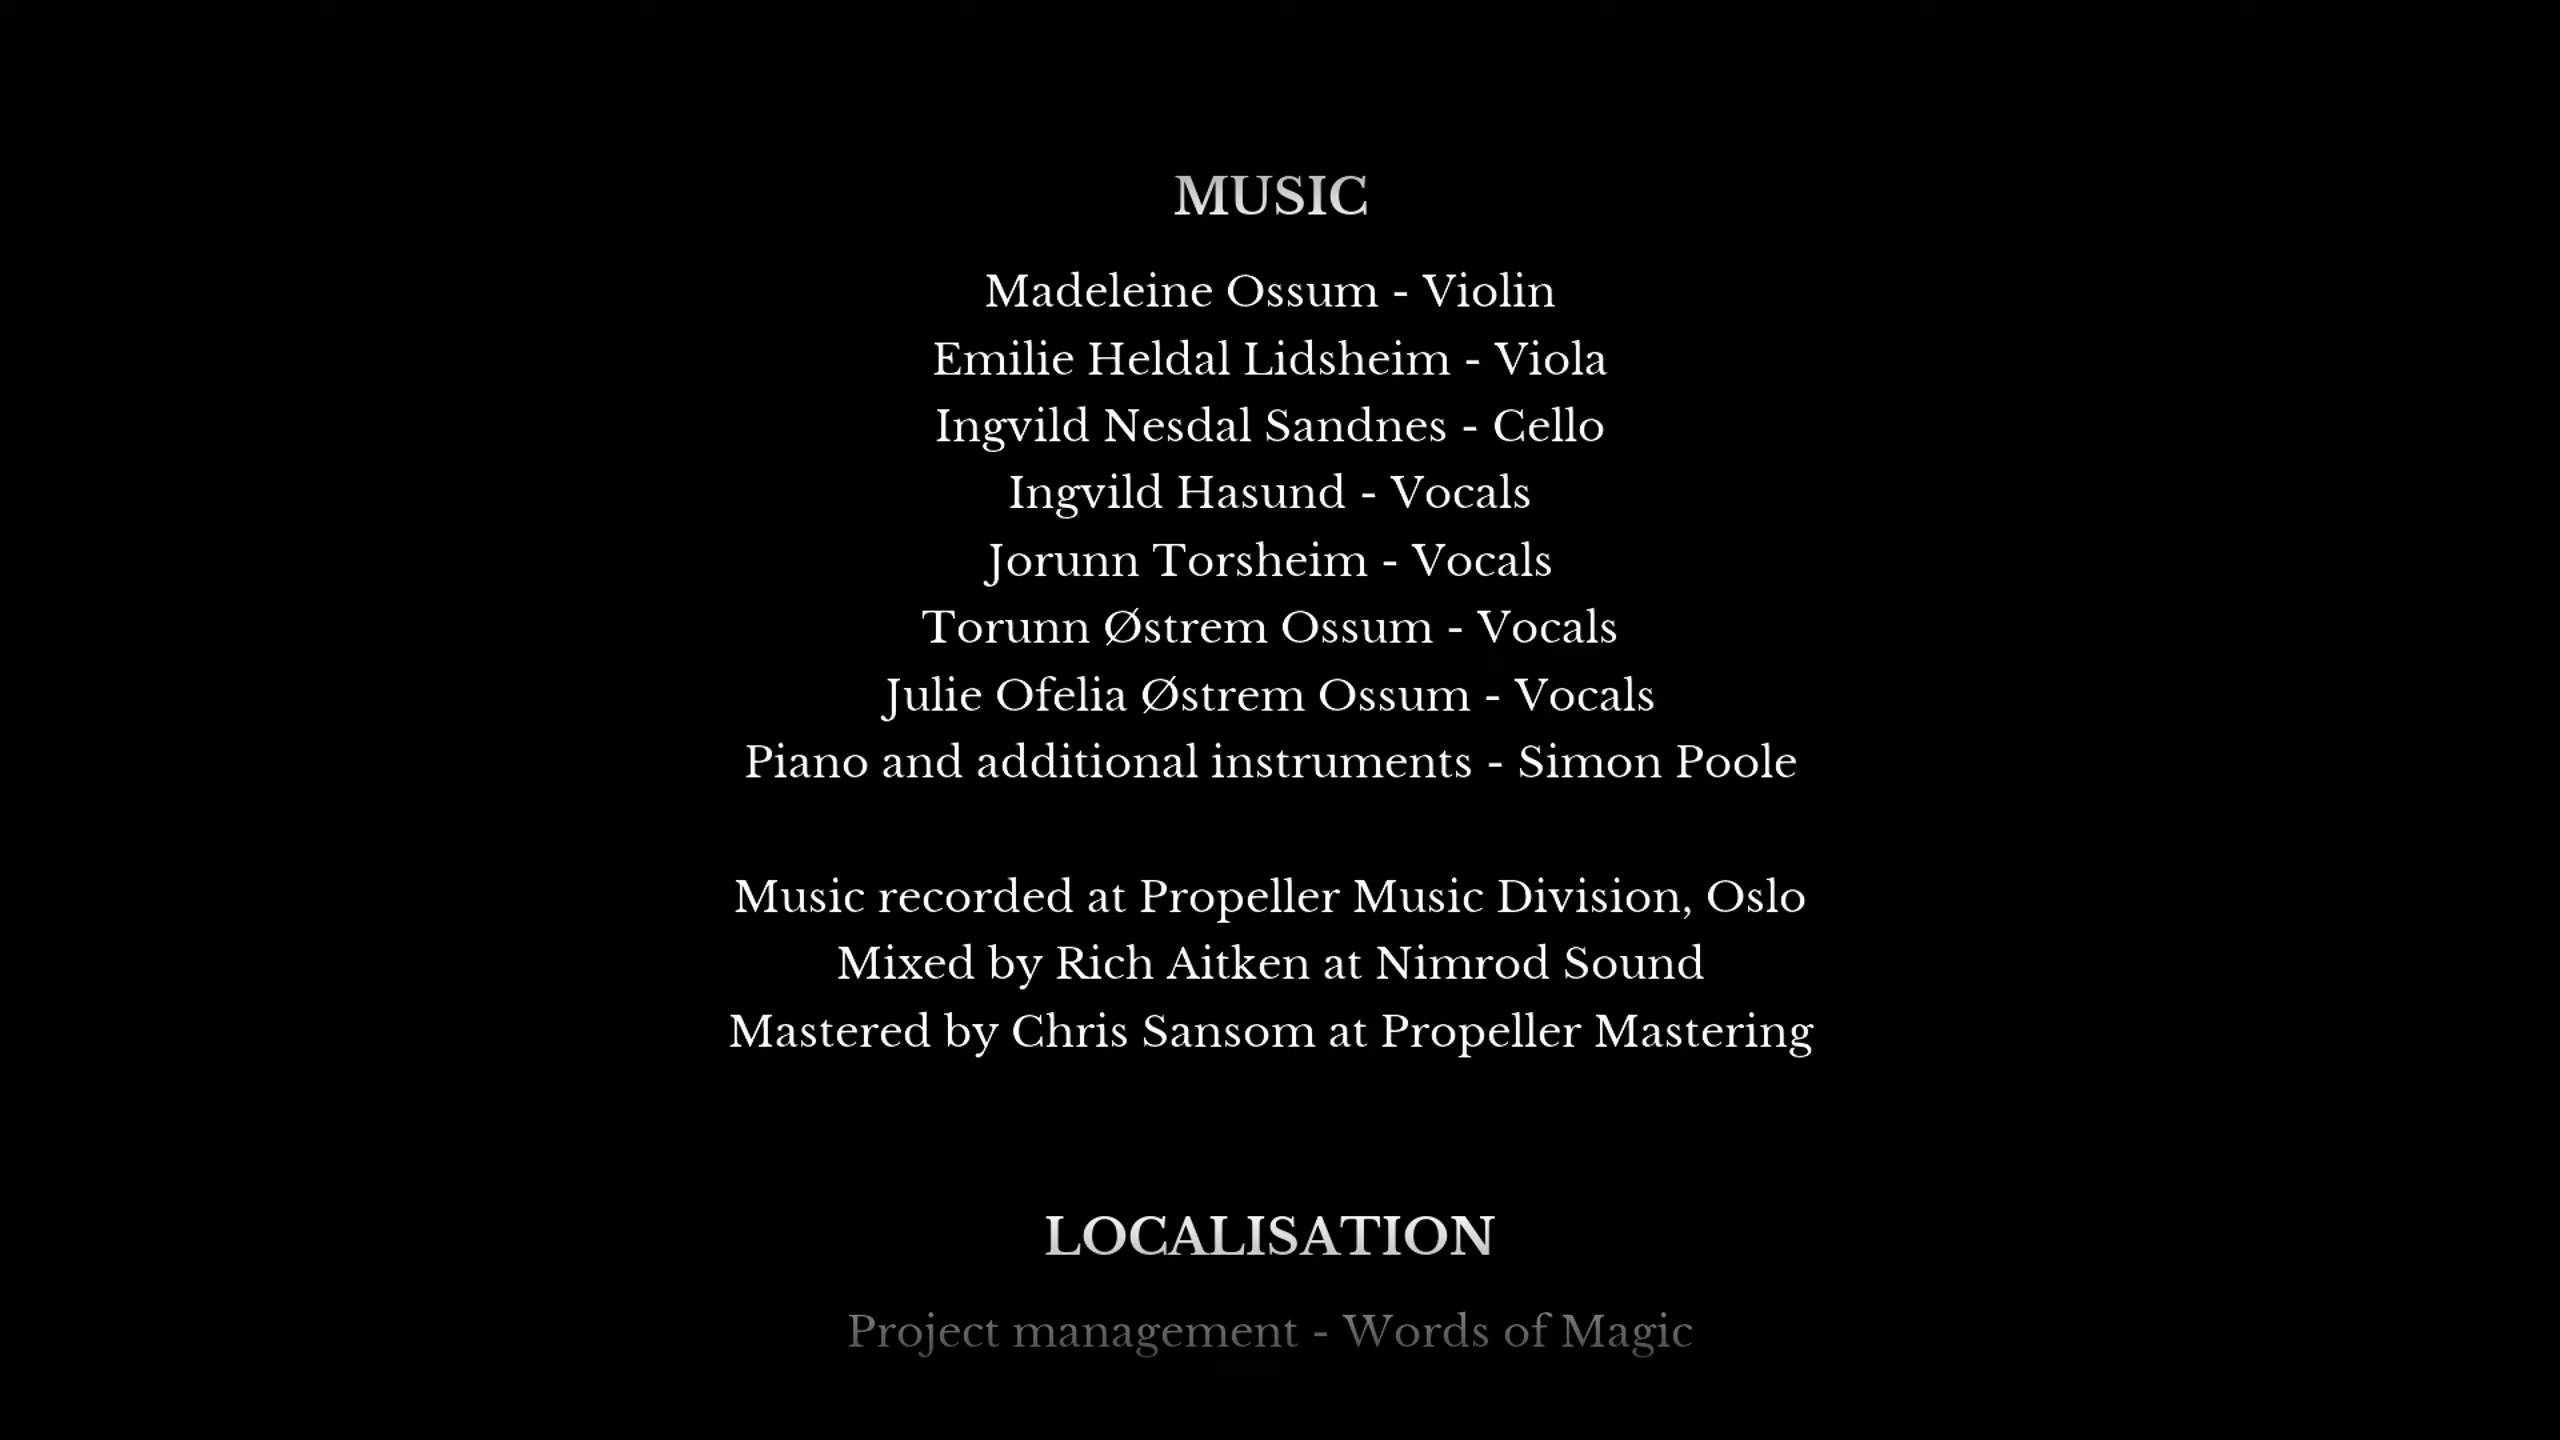 MUSIC
Madeleine Ossum - Violin
Emilie Heldal Lidsheim - Viola
Ingvild Nesdal Sandnes - Cello
Ingvild Hasund - Vocals
Jorunn Torsheim - Vocals
Torunn Østrem Ossum - Vocals
Julie Ofelia Østrem Ossum - Vocals
Piano and additional instruments - Simon Poole
Music recorded at Propeller Music Division, Oslo
Mixed by Rich Aitken at Nimrod Sound
Mastered by Chris Sansom at Propeller Mastering
LOCALISATION
Project management - Words of Magic